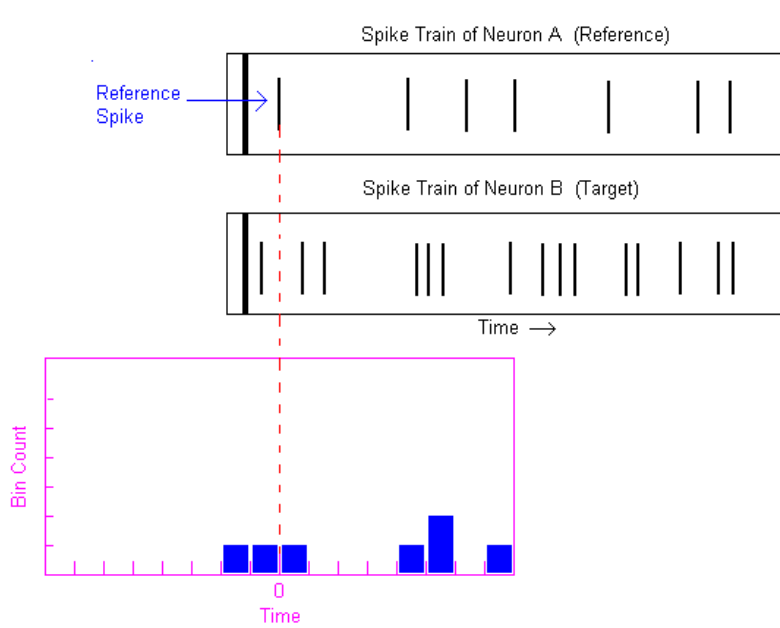 Spike Train of Neuron A (Reference)
Reference
Spike
Spike Train of Neuron B (Target)
Time
Bin Count
0
Time